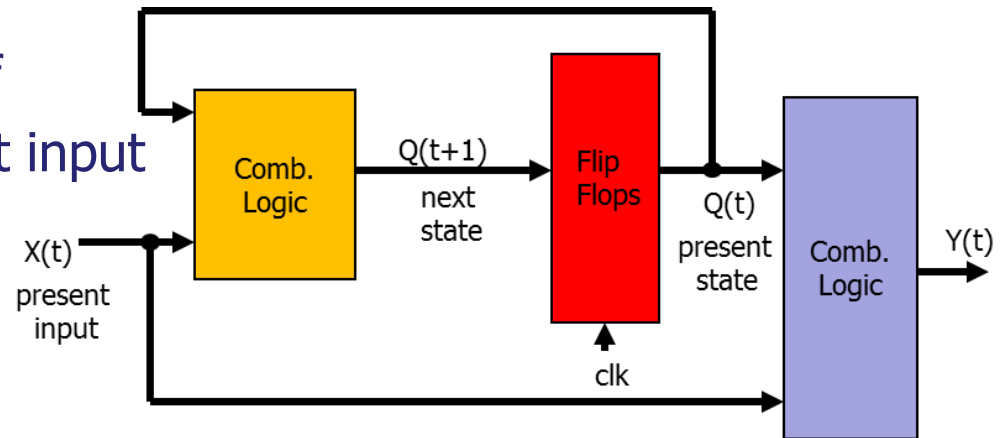 t input
Comb.
Logic
Q(t+1)
next
state
Flip
Flops
Q(t)
present
state
X(t)
present
input
clk
Comb.
Logic
Y(t)